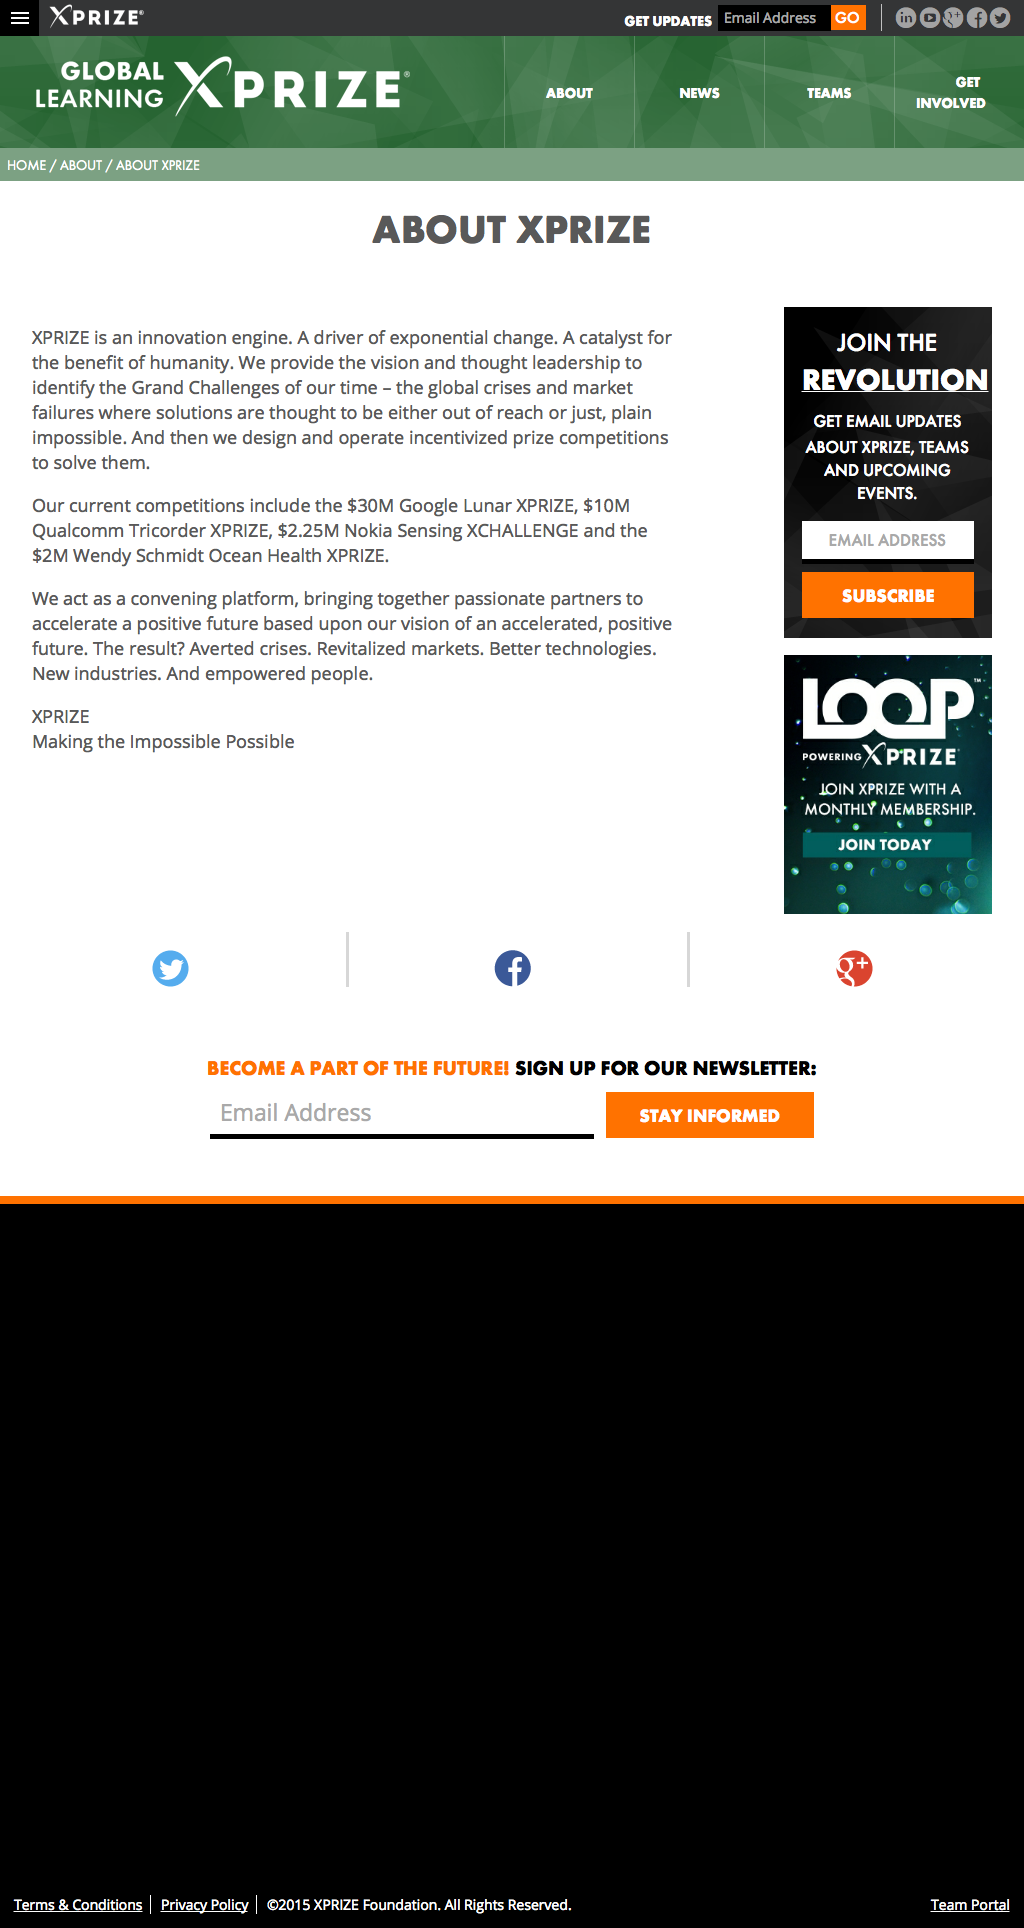 XPRIZE®
GET UPDATES Email Address GO
GLOBAL
LEARNING XPRIZE®
ABOUT NEWS TEAMS GET
INVOLVED
HOME / ABOUT / ABOUT XPRIZE
ABOUT XPRIZE
XPRIZE is an innovation engine. A driver of exponential change. A catalyst for
the benefit of humanity. We provide the vision and thought leadership to
identify the Grand Challenges of our time – the global crises and market
failures where solutions are thought to be either out of reach or just, plain
impossible. And then we design and operate incentivized prize competitions
to solve them.
Our current competitions include the $30M Google Lunar XPRIZE, $10M
Qualcomm Tricorder XPRIZE, $2.25M Nokia Sensing XCHALLENGE and the
$2M Wendy Schmidt Ocean Health XPRIZE.
We act as a convening platform, bringing together passionate partners to
accelerate a positive future based upon our vision of an accelerated, positive
future. The result? Averted crises. Revitalized markets. Better technologies.
New industries. And empowered people.
XPRIZE
Making the Impossible Possible
JOIN THE
REVOLUTION
GET EMAIL UPDATES
ABOUT XPRIZE, TEAMS
AND UPCOMING
EVENTS.
EMAIL ADDRESS
SUBSCRIBE
LOOP™
POWERING XPRIZE
JOIN XPRIZE WITH A
MONTHLY MEMBERSHIP.
JOIN TODAY
BECOME A PART OF THE FUTURE! SIGN UP FOR OUR NEWSLETTER:
Email Address STAY INFORMED
Terms & Conditions Privacy Policy ©2015 XPRIZE Foundation. All Rights Reserved. Team Portal